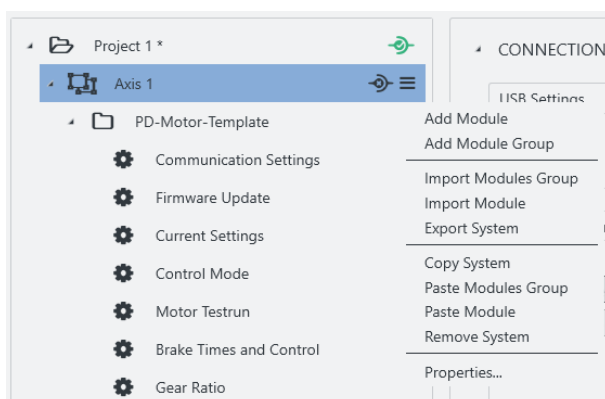 Project 1 *
Axis 1
PD-Motor-Template
Communication Settings
Firmware Update
Current Settings
Control Mode
Motor Testrun
Brake Times and Control
Gear Ratio
CONNECTION
USB Settings
Add Module
Add Module Group
Import Modules Group
Import Module
Export System
Copy System
Paste Modules Group
Paste Module
Remove System
Properties...